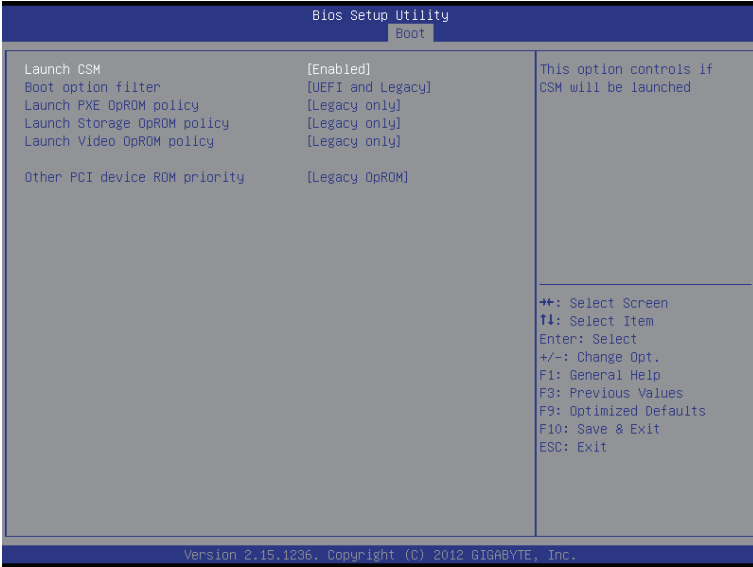 Bios Setup Utility
Boot
Launch CSM [Enabled]
Boot option filter [UEFI and Legacy]
Launch PXE OpROM policy [Legacy only]
Launch Storage OpROM policy [Legacy only]
Launch Video OpROM policy [Legacy only]
Other PCI device ROM priority [Legacy OpROM]
This option controls if
CSM will be launched
→←: Select Screen
↑↓: Select Item
Enter: Select
+/-: Change Opt.
F1: General Help
F3: Previous Values
F9: Optimized Defaults
F10: Save & Exit
ESC: Exit
Version 2.15.1236. Copyright (C) 2012 GIGABYTE, Inc.